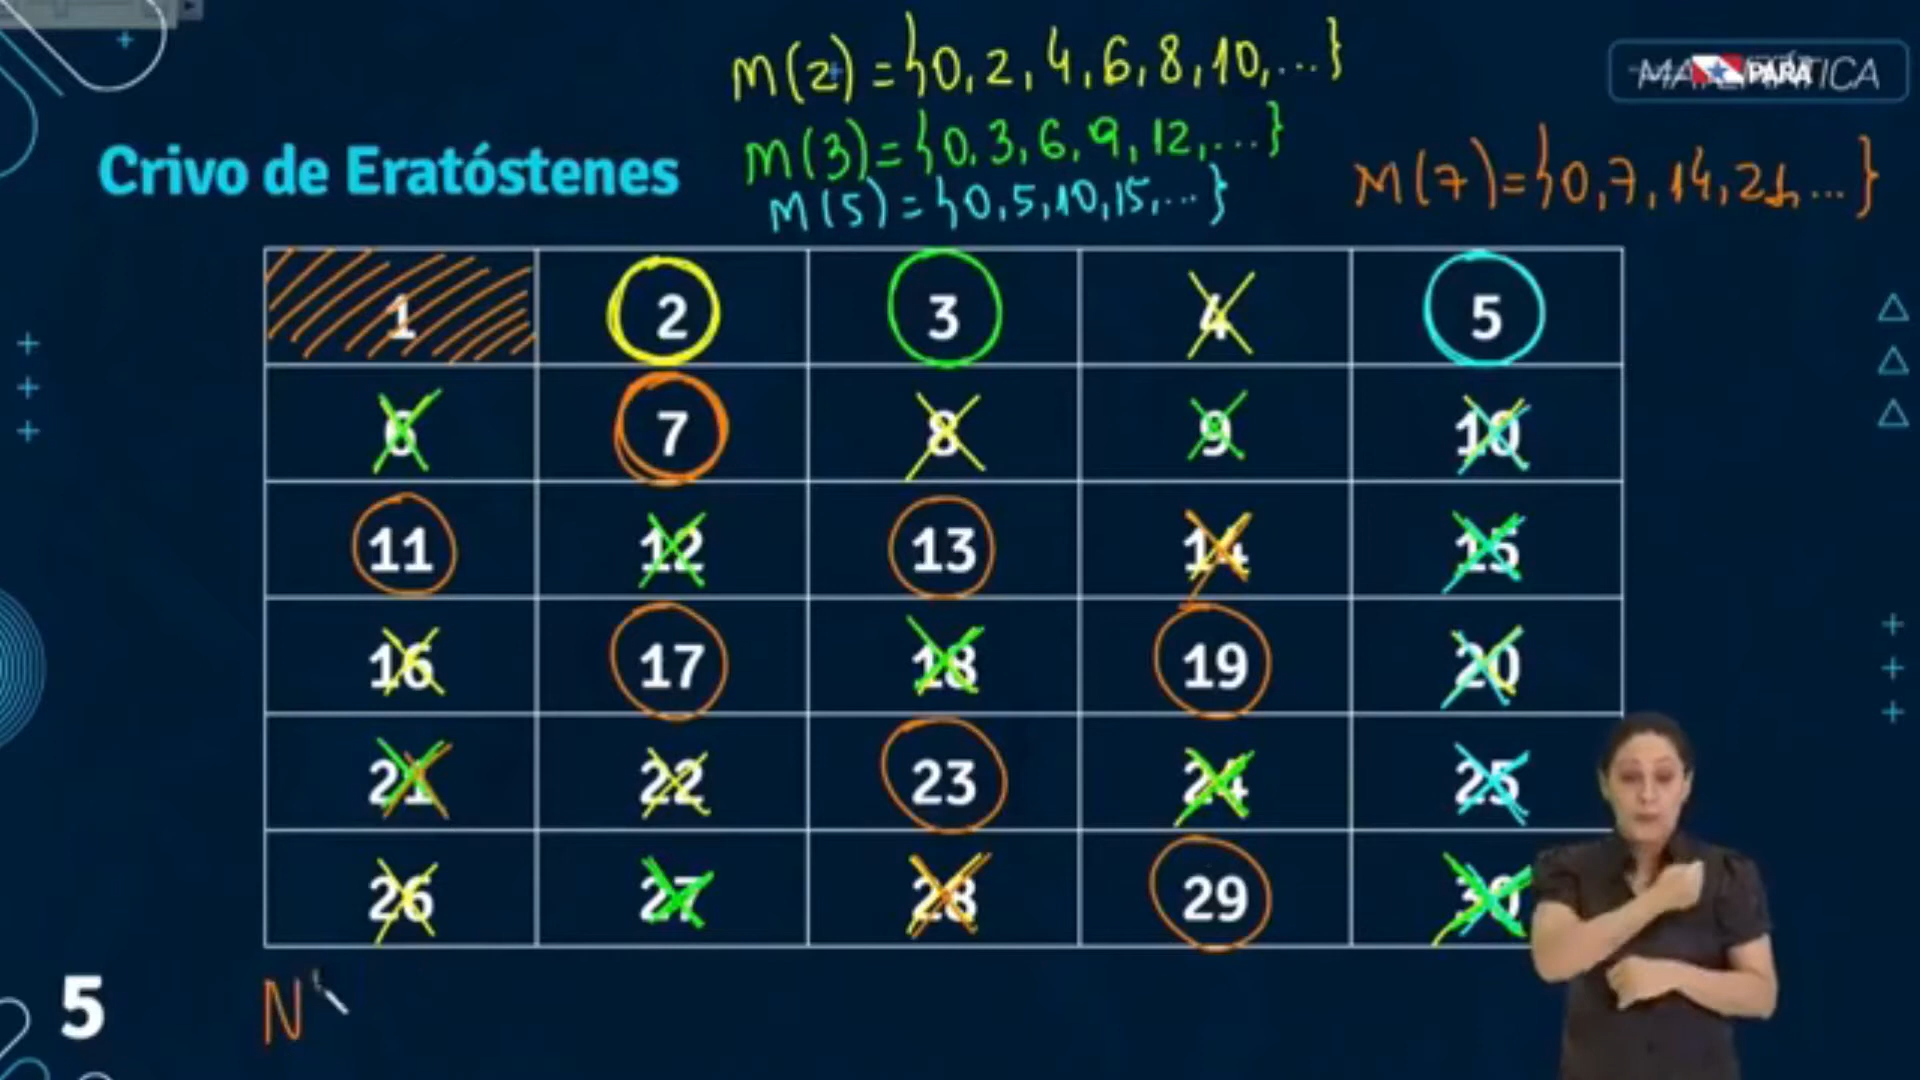 M(2)={0,2,4,6,8,10,...}
MATEMÁTICA
PARÁ
M(3)={0,3,6,9,12,...}
Crivo de Eratóstenes
M(5)={0,5,10,15,...}
M(7)={0,7,14,21,...}
1 2 3 4 5
6 7 8 9 10
11 12 13 14 15
16 17 18 19 20
21 22 23 24 25
26 27 28 29 30
5
N